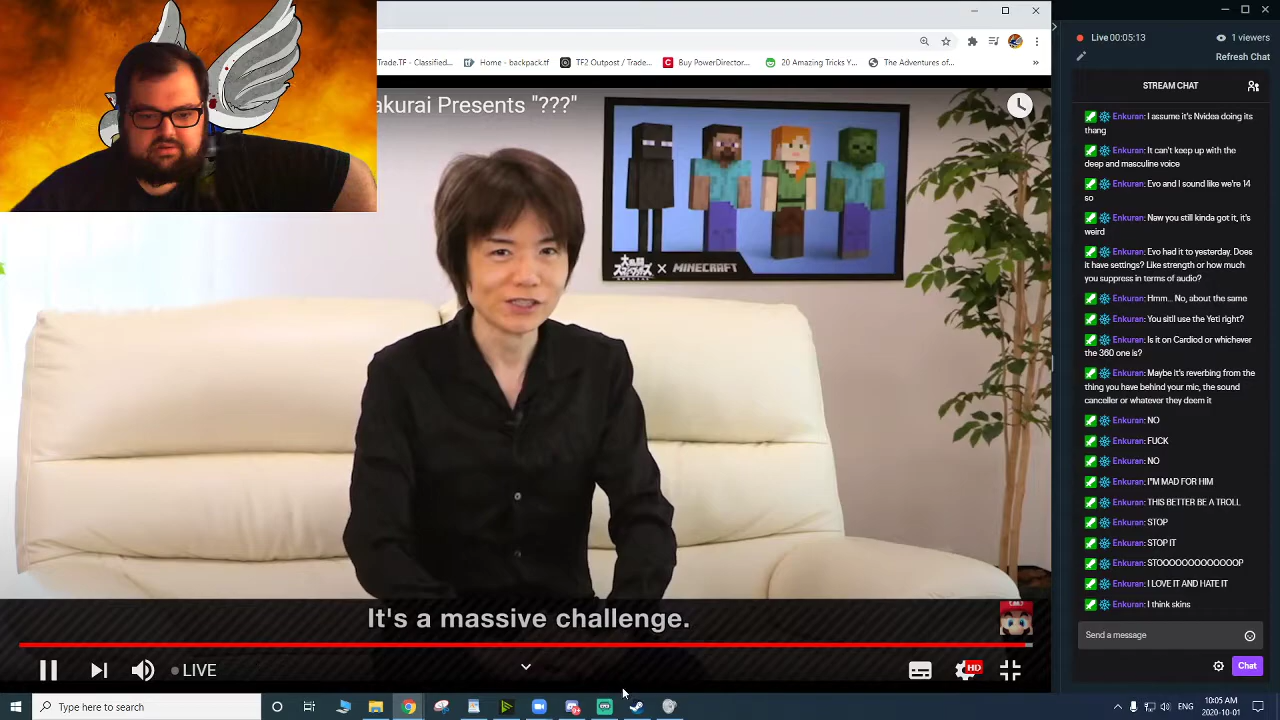 Trade.TF - Classified...
Home - backpack.tf
TF2 Outpost / Trade...
Buy PowerDirector...
20 Amazing Tricks Y...
The Adventures of...
»
akurai Presents "???"
× MINECRAFT
It's a massive challenge.
LIVE
HD
Live 00:05:13
1 viewers
Refresh Chat
STREAM CHAT
Enkuran: I assume it's Nvidea doing its
thang
Enkuran: It can't keep up with the
deep and masculine voice
Enkuran: Evo and I sound like we're 14
so
Enkuran: Naw you still kinda got it, it's
weird
Enkuran: Evo had it to yesterday. Does
it have settings? Like strength or how much
you suppress in terms of audio?
Enkuran: Hmm... No, about the same
Enkuran: You sitll use the Yeti right?
Enkuran: Is it on Cardiod or whichever
the 360 one is?
Enkuran: Maybe it's reverbing from the
thing you have behind your mic, the sound
canceller or whatever they deem it
Enkuran: NO
Enkuran: FUCK
Enkuran: NO
Enkuran: I"M MAD FOR HIM
Enkuran: THIS BETTER BE A TROLL
Enkuran: STOP
Enkuran: STOP IT
Enkuran: STOOOOOOOOOOOOP
Enkuran: I LOVE IT AND HATE IT
Enkuran: I think skins
Send a message
Chat
Type here to search
ENG
10:05 AM
2020-10-01